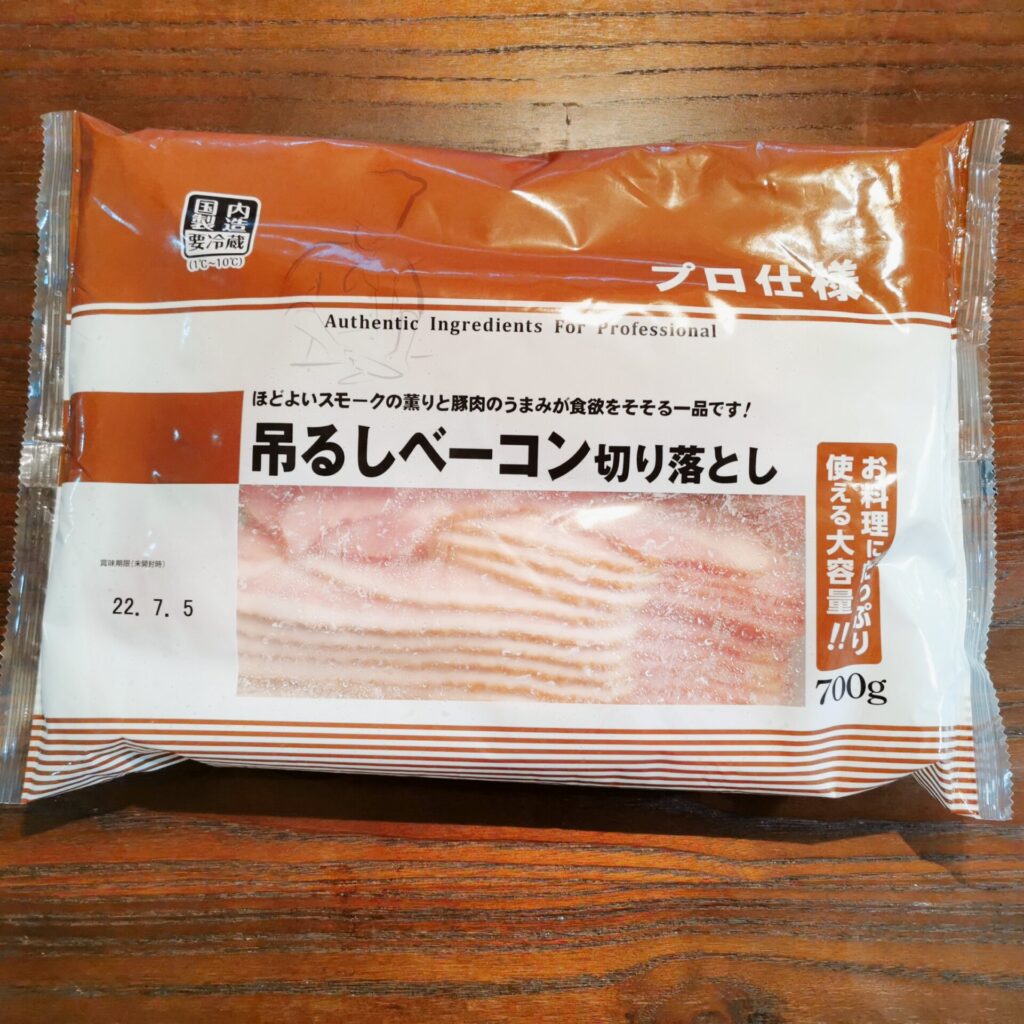 国内
製造
要冷蔵
(1℃~10℃)
プロ仕様
Authentic Ingredients For Professional
ほどよいスモークの薫りと豚肉のうまみが食欲をそそる一品です!
吊るしベーコン切り落とし
お料理にたっぷり
使える大容量!!
賞味期限(未開封時)
22. 7. 5
700g